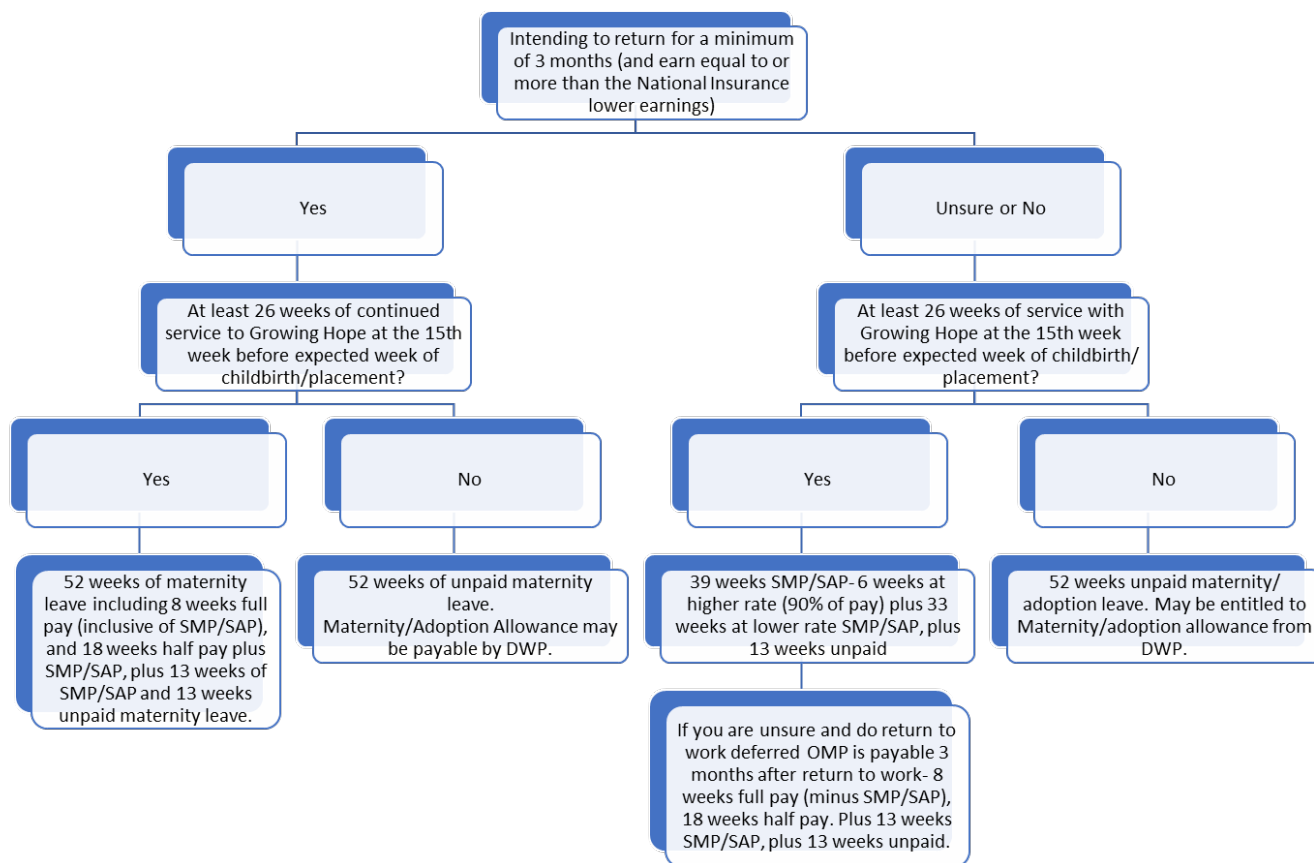 Intending to return for a minimum
of 3 months (and earn equal to or
more than the National Insurance
lower earnings)
Yes
Unsure or No
At least 26 weeks of continued
service to Growing Hope at the 15th
week before expected week of
childbirth/placement?
At least 26 weeks of service with
Growing Hope at the 15th week
before expected week of childbirth/
placement?
Yes
No
Yes
No
52 weeks of maternity
leave including 8 weeks full
pay (inclusive of SMP/SAP),
and 18 weeks half pay plus
SMP/SAP, plus 13 weeks of
SMP/SAP and 13 weeks
unpaid maternity leave.
52 weeks of unpaid maternity
leave.
Maternity/Adoption Allowance may
be payable by DWP.
39 weeks SMP/SAP- 6 weeks at
higher rate (90% of pay) plus 33
weeks at lower rate SMP/SAP, plus
13 weeks unpaid
52 weeks unpaid maternity/
adoption leave. May be entitled to
Maternity/adoption allowance from
DWP.
If you are unsure and do return to
work deferred OMP is payable 3
months after return to work- 8
weeks full pay (minus SMP/SAP),
18 weeks half pay. Plus 13 weeks
SMP/SAP, plus 13 weeks unpaid.